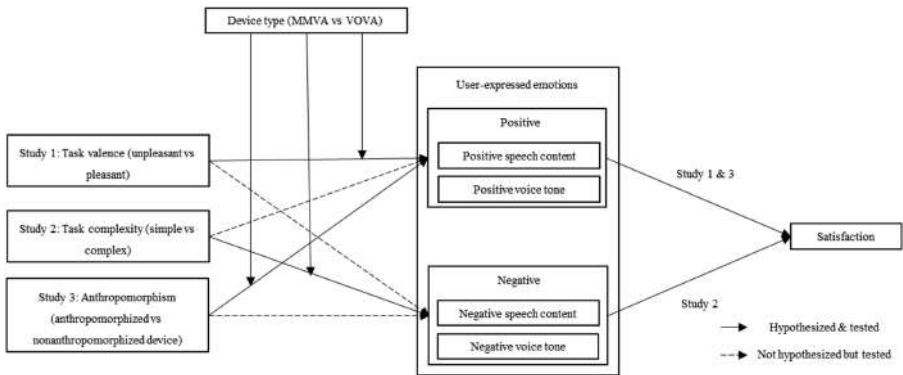 Device type (MMVA vs VOVA)
User-expressed emotions
Positive
Positive speech content
Positive voice tone
Study 1: Task valence (unpleasant vs
pleasant)
Study 2: Task complexity (simple vs
complex)
Study 3: Anthropomorphism
(anthropomorphized vs
nonanthropomorphized device)
Negative
Negative speech content
Negative voice tone
Study 1 & 3
Study 2
Satisfaction
Hypothesized & tested
Not hypothesized but tested